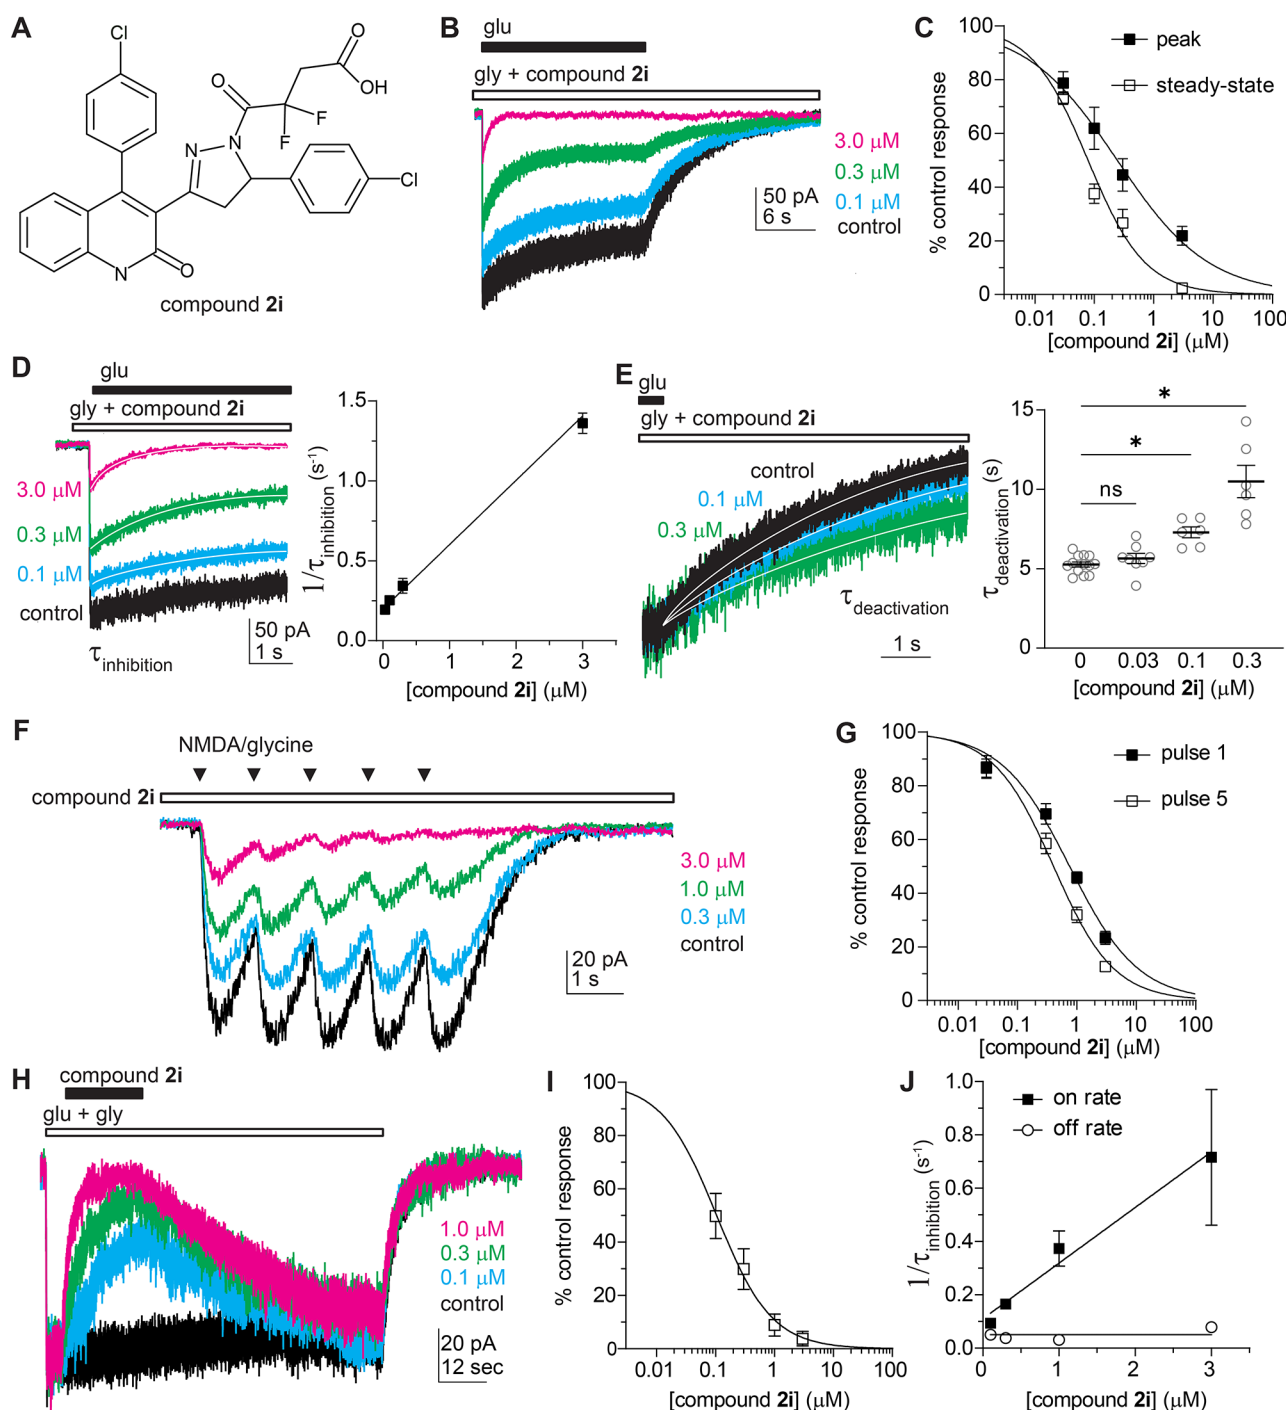 A
Cl
O
O
OH
F
F
N
N
Cl
N
H
O
compound 2i
B
glu
gly + compound 2i
3.0 μM
0.3 μM
0.1 μM
control
50 pA
6 s
C
% control response
100
80
60
40
20
0
peak
steady-state
0.01 0.1 1 10 100
[compound 2i] (μM)
D
glu
gly + compound 2i
3.0 μM
0.3 μM
0.1 μM
control
50 pA
1 s
τinhibition
1/τinhibition (s-1)
1.5
1.0
0.5
0.0
0 1 2 3
[compound 2i] (μM)
E
glu
gly + compound 2i
control
0.1 μM
0.3 μM
τdeactivation
1 s
τdeactivation (s)
15
10
5
0
*
*
ns
0 0.03 0.1 0.3
[compound 2i] (μM)
F
NMDA/glycine
compound 2i
3.0 μM
1.0 μM
0.3 μM
control
20 pA
1 s
G
% control response
100
80
60
40
20
0
pulse 1
pulse 5
0.01 0.1 1 10 100
[compound 2i] (μM)
H
compound 2i
glu + gly
1.0 μM
0.3 μM
0.1 μM
control
20 pA
12 sec
I
% control response
100
80
60
40
20
0
0.01 0.1 1 10 100
[compound 2i] (μM)
J
1/τinhibition (s-1)
1.0
0.8
0.6
0.4
0.2
0.0
on rate
off rate
0 1 2 3
[compound 2i] (μM)